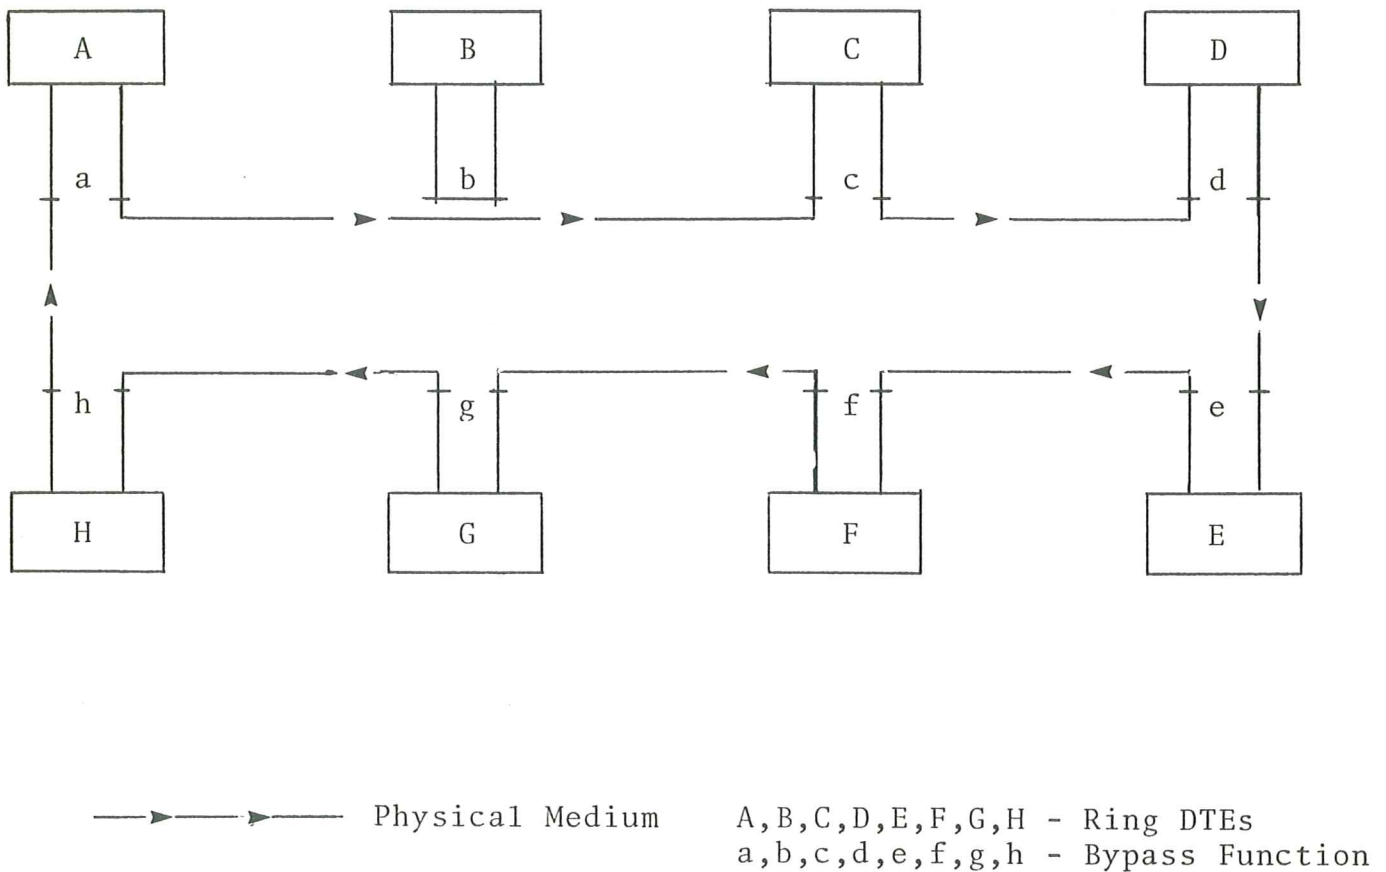 A B C D
a b c d
h g f e
H G F E
Physical Medium
A,B,C,D,E,F,G,H - Ring DTEs
a,b,c,d,e,f,g,h - Bypass Function